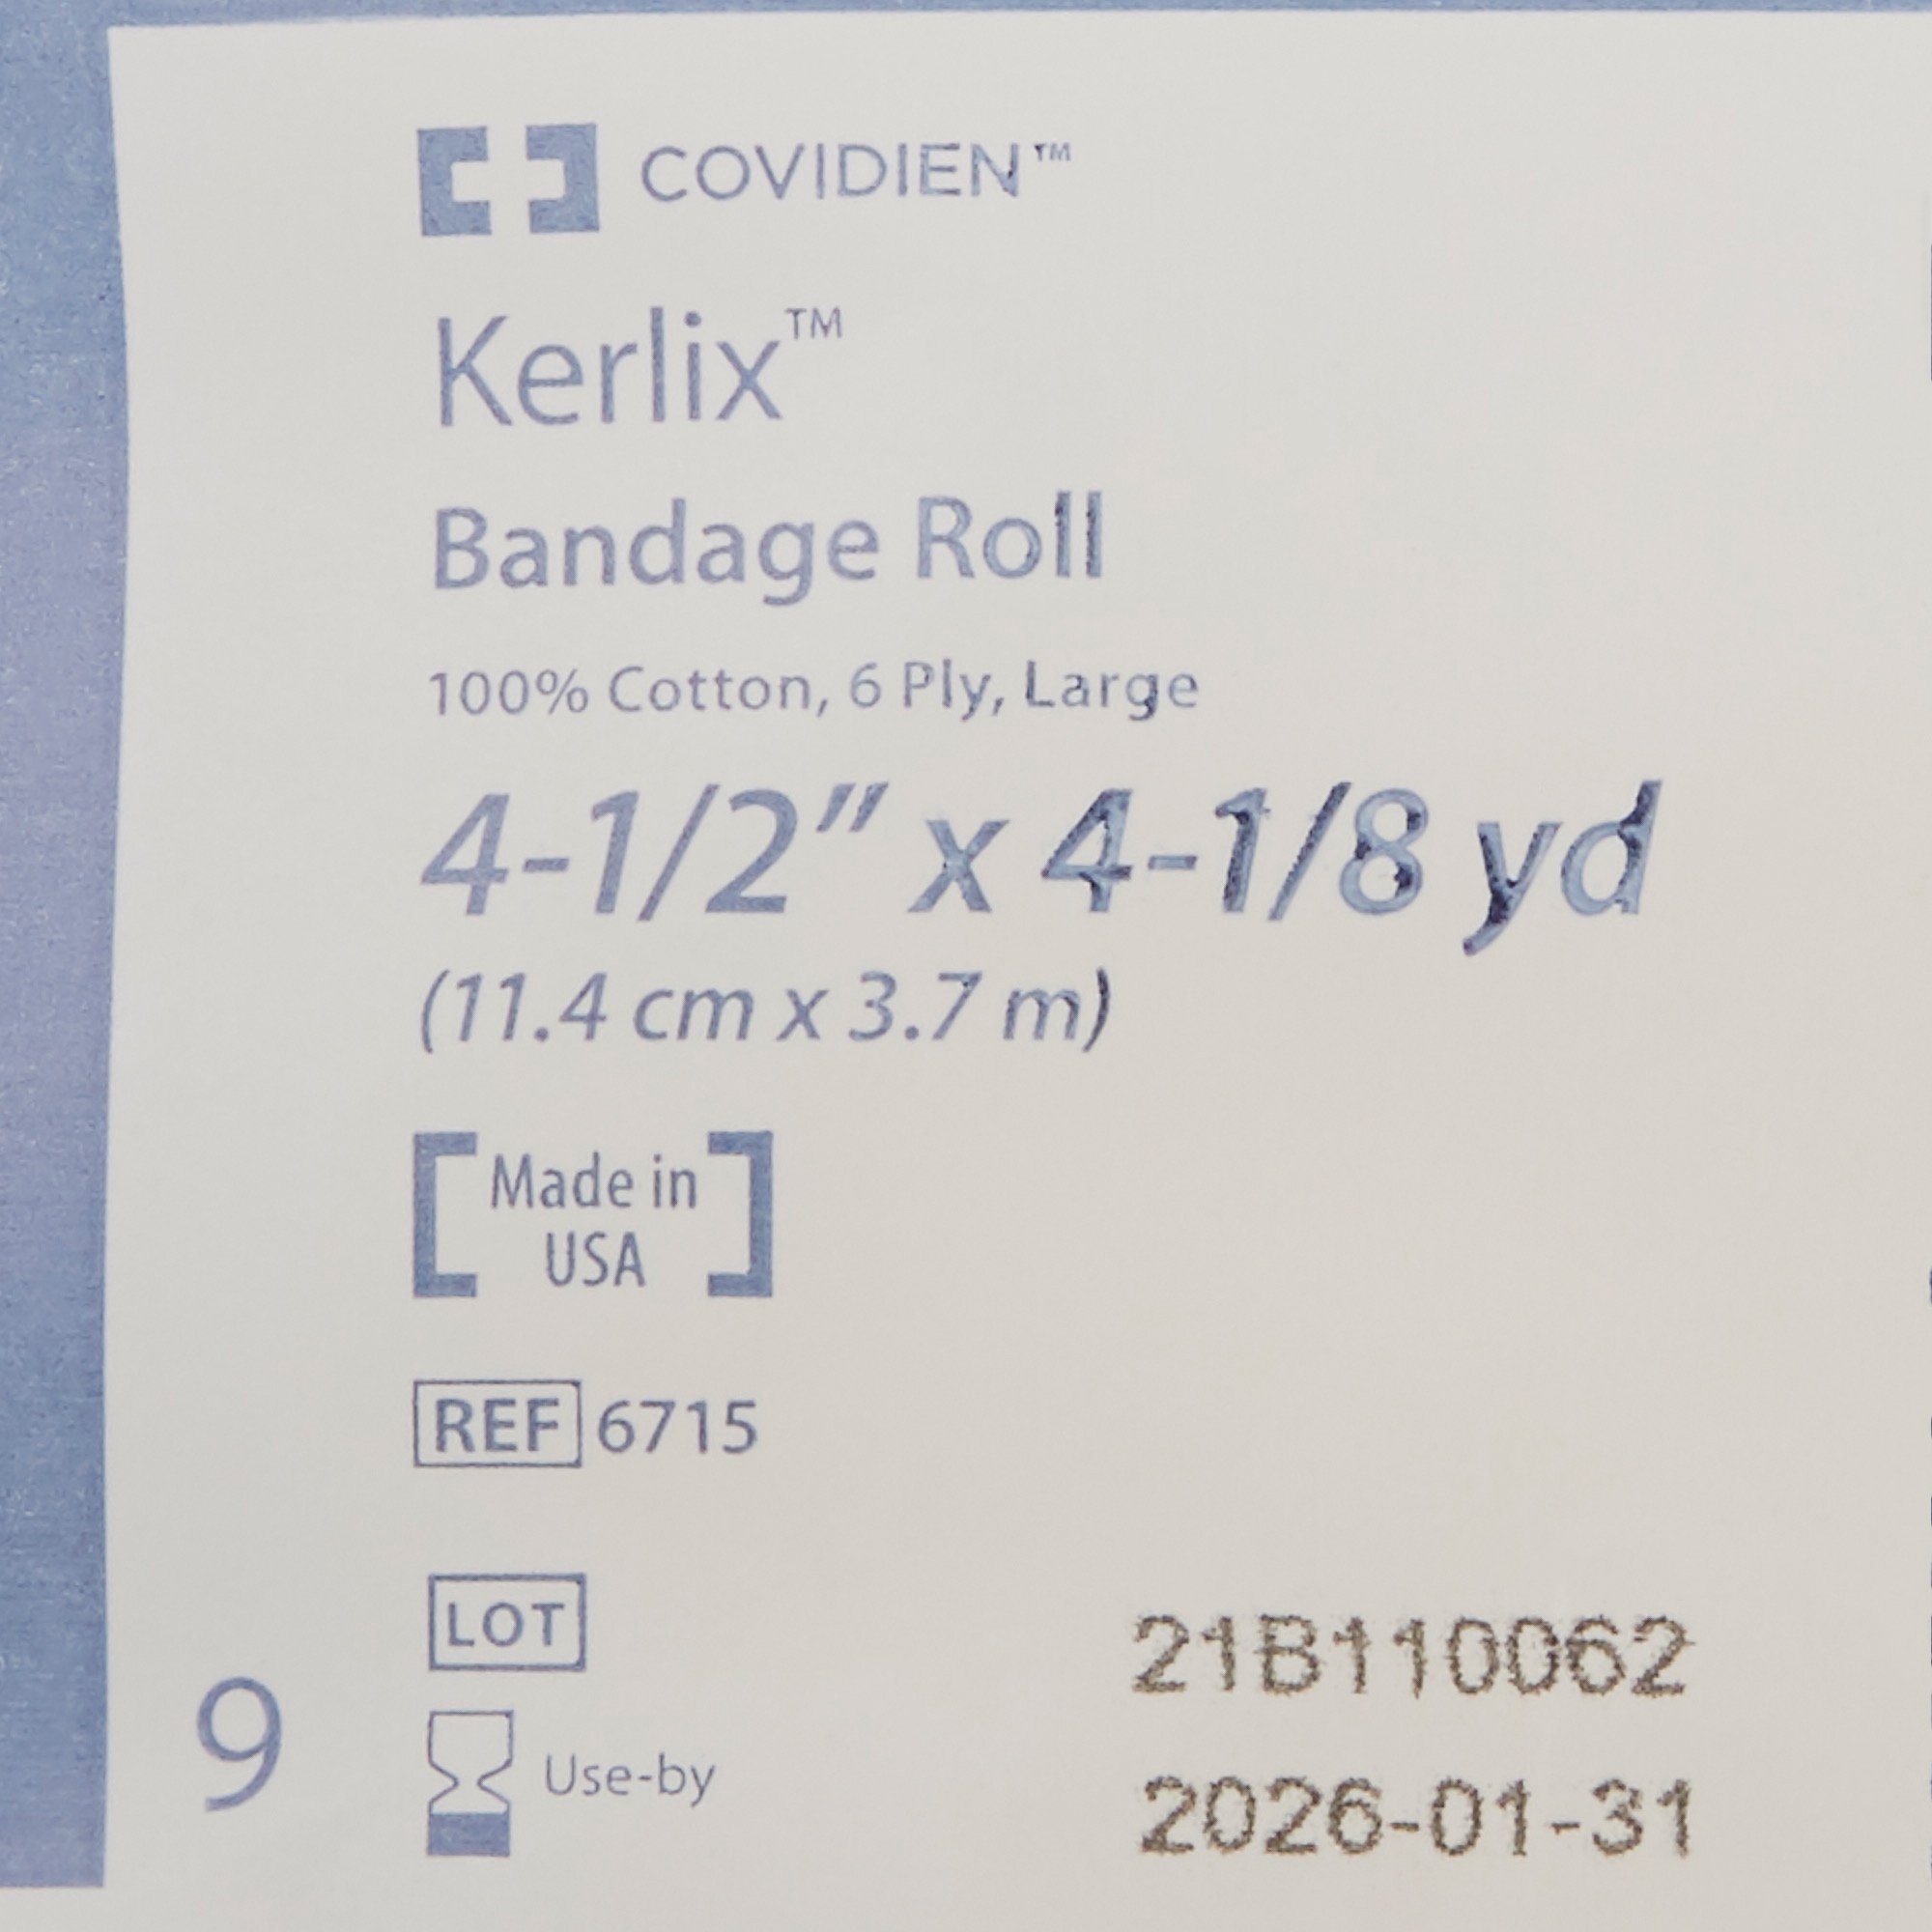 COVIDIEN™
Kerlix™
Bandage Roll
100% Cotton, 6 Ply, Large
4-1/2” x 4-1/8 yd
(11.4 cm x 3.7 m)
Made in
USA
REF 6715
LOT 21B110062
9
Use-by 2026-01-31